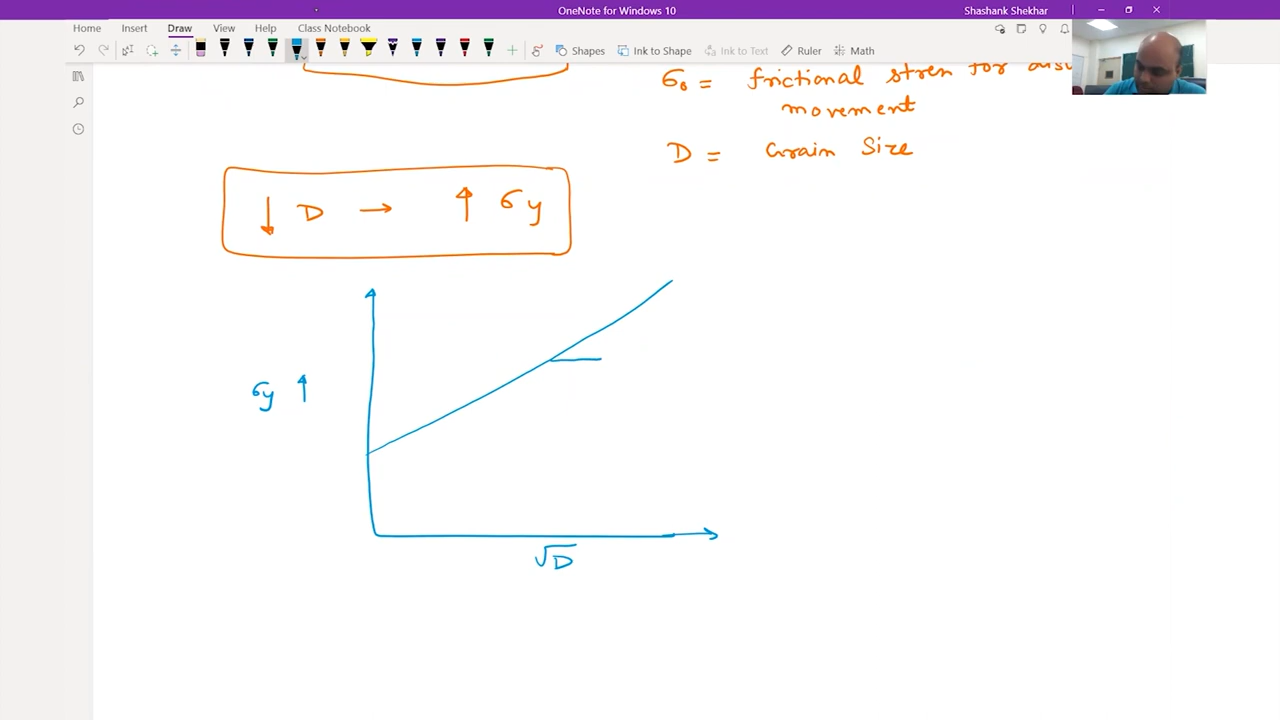 OneNote for Windows 10
Shashank Shekhar
Home Insert Draw View Help Class Notebook
Shapes Ink to Shape Ink to Text Ruler Math
σ₀ = frictional stren for
movement
D = Grain Size
↓ D → ↑ σy
σy ↑
√D